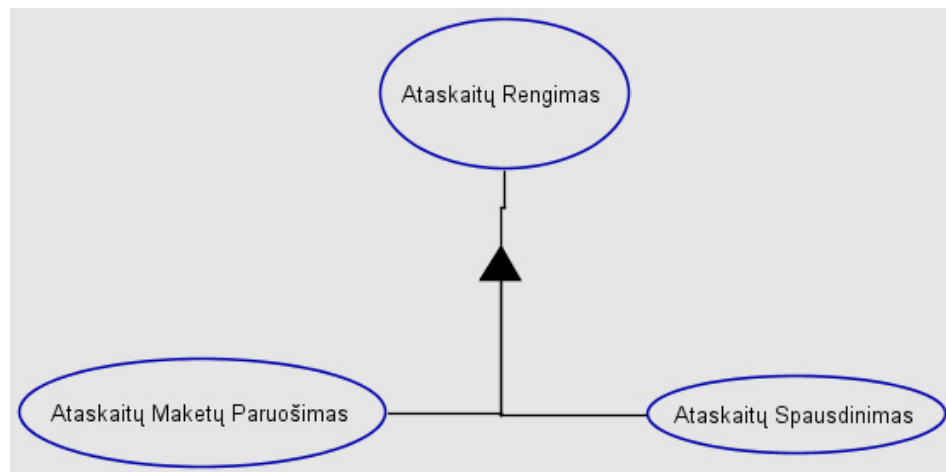 Ataskaitų Rengimas
Ataskaitų Maketų Paruošimas
Ataskaitų Spausdinimas